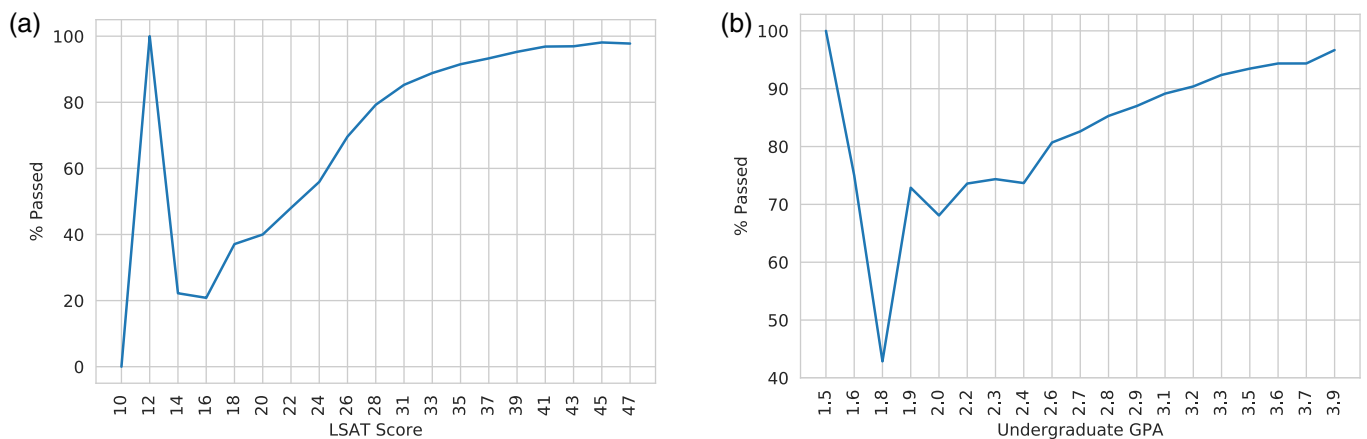 (a)
100
80
60
40
20
0
% Passed
10 12 14 16 18 20 22 24 26 28 31 33 35 37 39 41 43 45 47
LSAT Score
(b)
100
90
80
70
60
50
40
% Passed
1.5 1.6 1.8 1.9 2.0 2.2 2.3 2.4 2.6 2.7 2.8 2.9 3.1 3.2 3.3 3.5 3.6 3.7 3.9
Undergraduate GPA